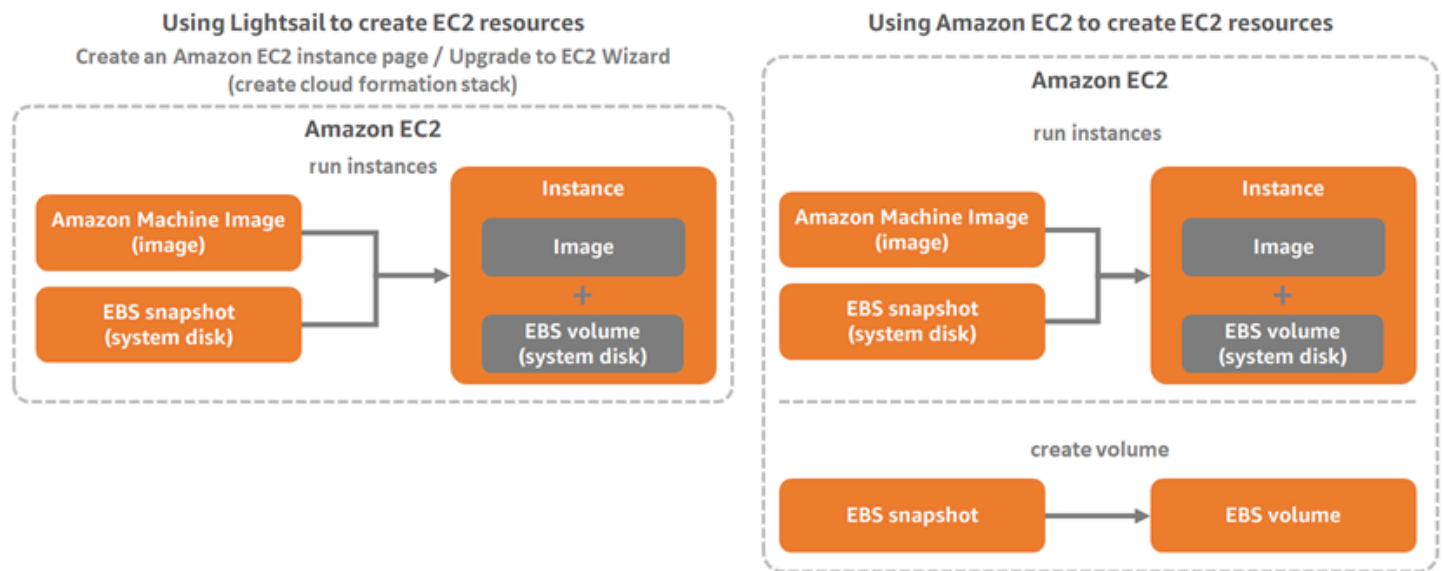 Using Lightsail to create EC2 resources
Create an Amazon EC2 instance page / Upgrade to EC2 Wizard
(create cloud formation stack)
Amazon EC2
run instances
Amazon Machine Image
(image)
EBS snapshot
(system disk)
Instance
Image
+
EBS volume
(system disk)
Using Amazon EC2 to create EC2 resources
Amazon EC2
run instances
Amazon Machine Image
(image)
EBS snapshot
(system disk)
Instance
Image
+
EBS volume
(system disk)
create volume
EBS snapshot
EBS volume